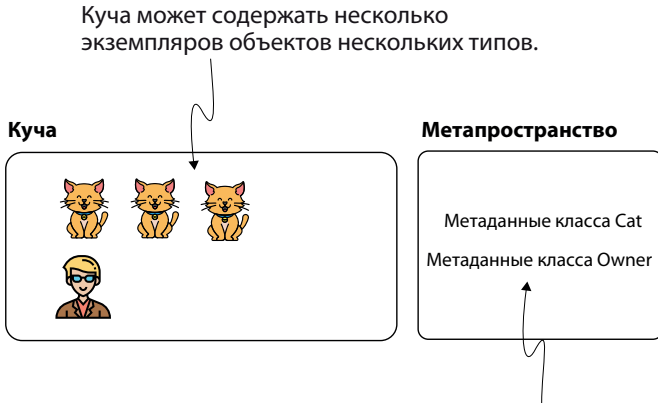 Куча может содержать несколько
экземпляров объектов нескольких типов.
Куча
Метапространство
Метаданные класса Cat
Метаданные класса Owner